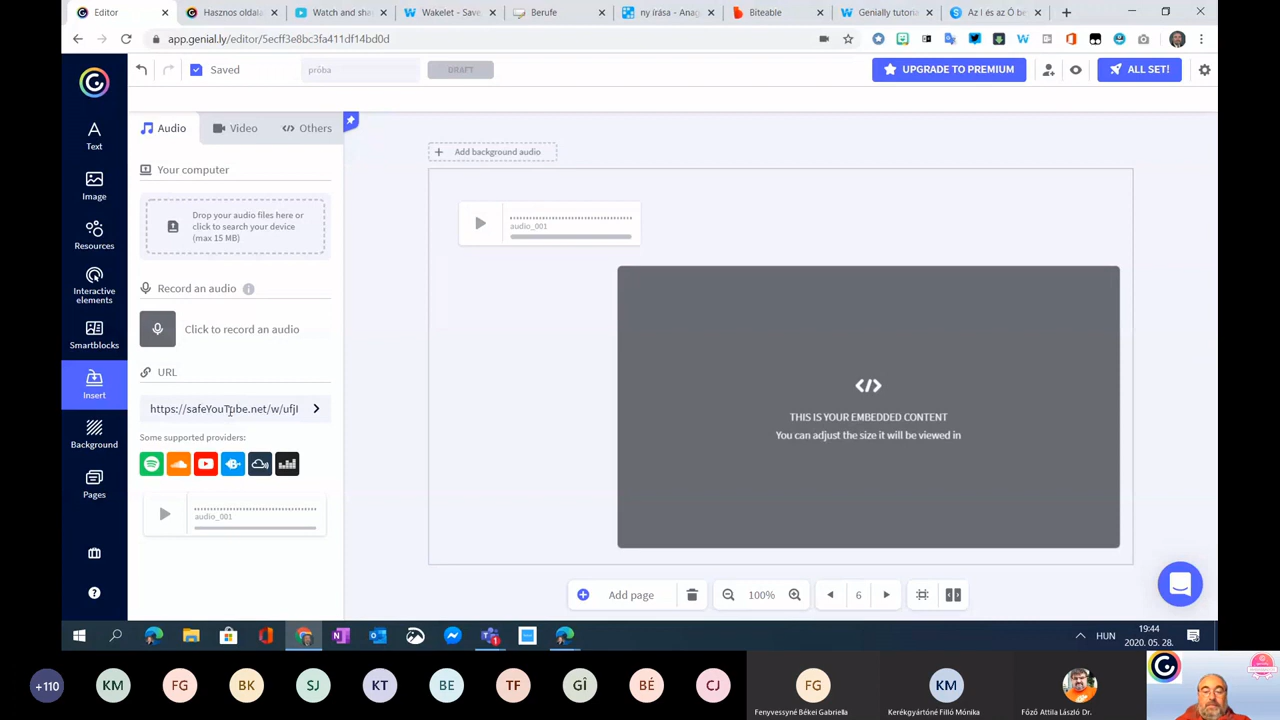 Editor
Hasznos oldala
Watch and sha
Wakelet - Save
Berufe
ny írása - Anag
Biteable
Genially tutoria
Az I és az Ő be
app.genial.ly/editor/5ecff3e8bc3fa411df14bd0d
Saved
próba
DRAFT
UPGRADE TO PREMIUM
ALL SET!
Text
Image
Resources
Interactive
elements
Smartblocks
Insert
Background
Pages
Audio
Video
Others
Your computer
Drop your audio files here or
click to search your device
(max 15 MB)
Record an audio
Click to record an audio
URL
https://safeYouTube.net/w/ufjI
Some supported providers:
audio_001
Add background audio
audio_001
THIS IS YOUR EMBEDDED CONTENT
You can adjust the size it will be viewed in
Add page
100%
6
HUN
19:44
2020. 05. 28.
+110
KM
FG
BK
SJ
KT
BE
TF
GÎ
BÉ
CJ
FG
Fenyvessyné Békei Gabriella
KM
Kerékgyártóné Filló Mónika
Főző Attila László Dr.